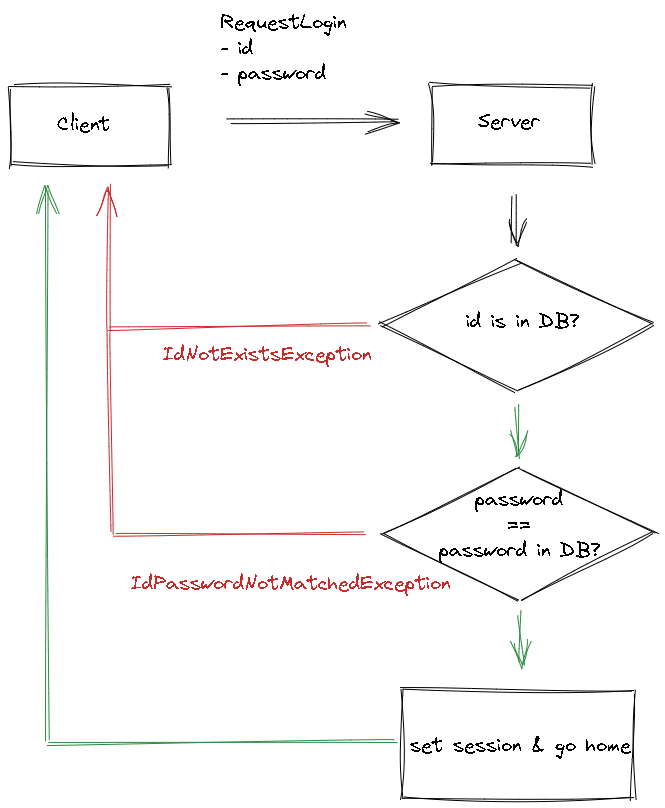 RequestLogin
- id
- password
Client
Server
id is in DB?
IdNotExistsException
password
==
password in DB?
IdPasswordNotMatchedException
set session & go home